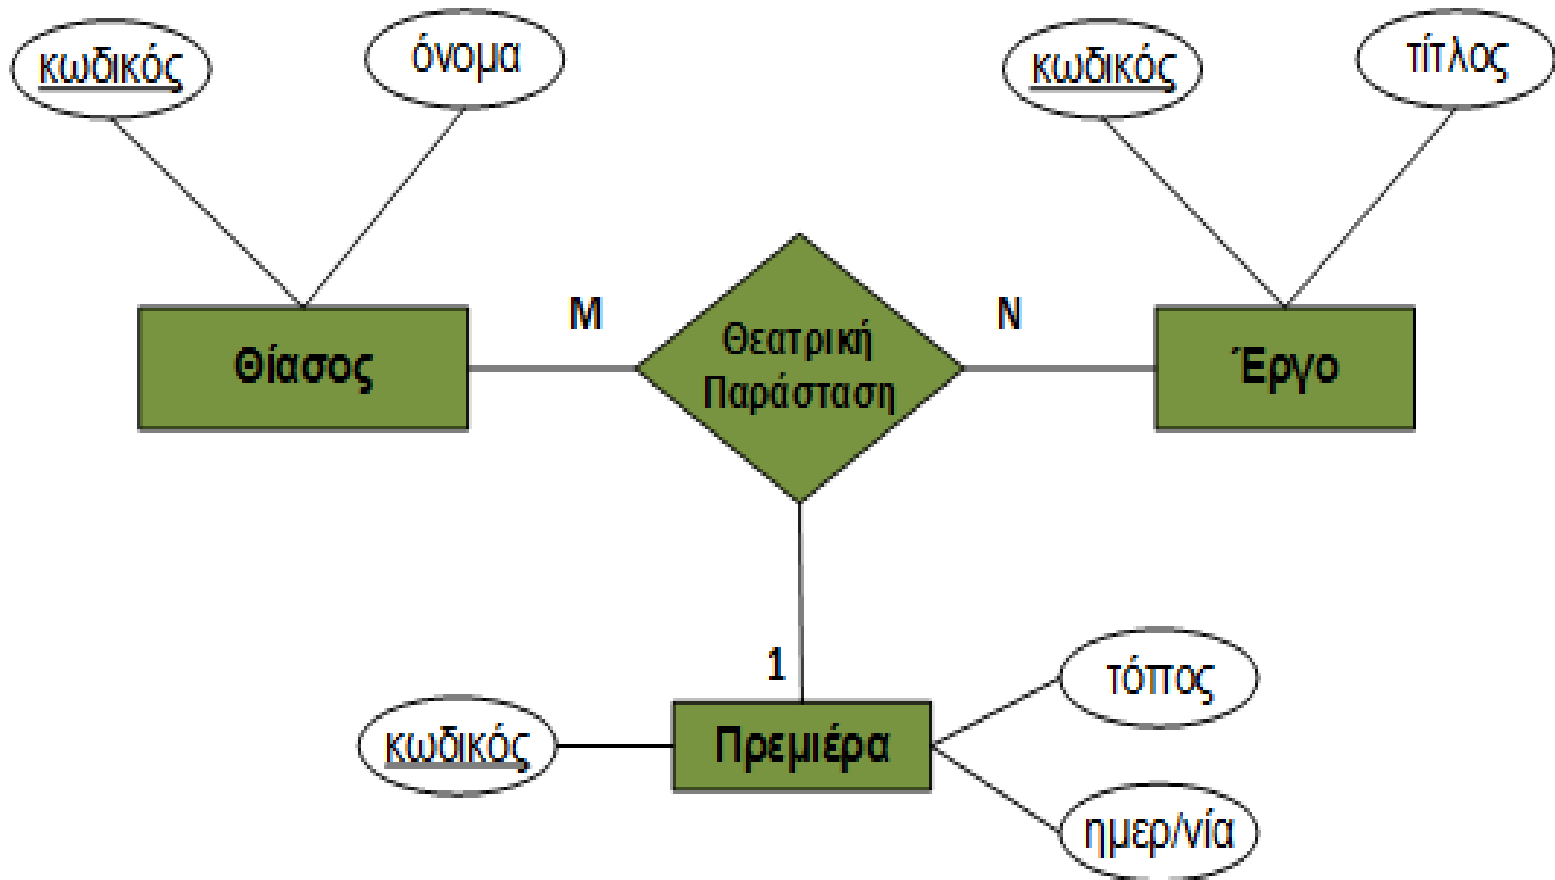 κωδικός
όνομα
κωδικός
τίτλος
Θίασος
M
Θεατρική
Παράσταση
N
Έργο
1
κωδικός
Πρεμιέρα
τόπος
ημερ/νία